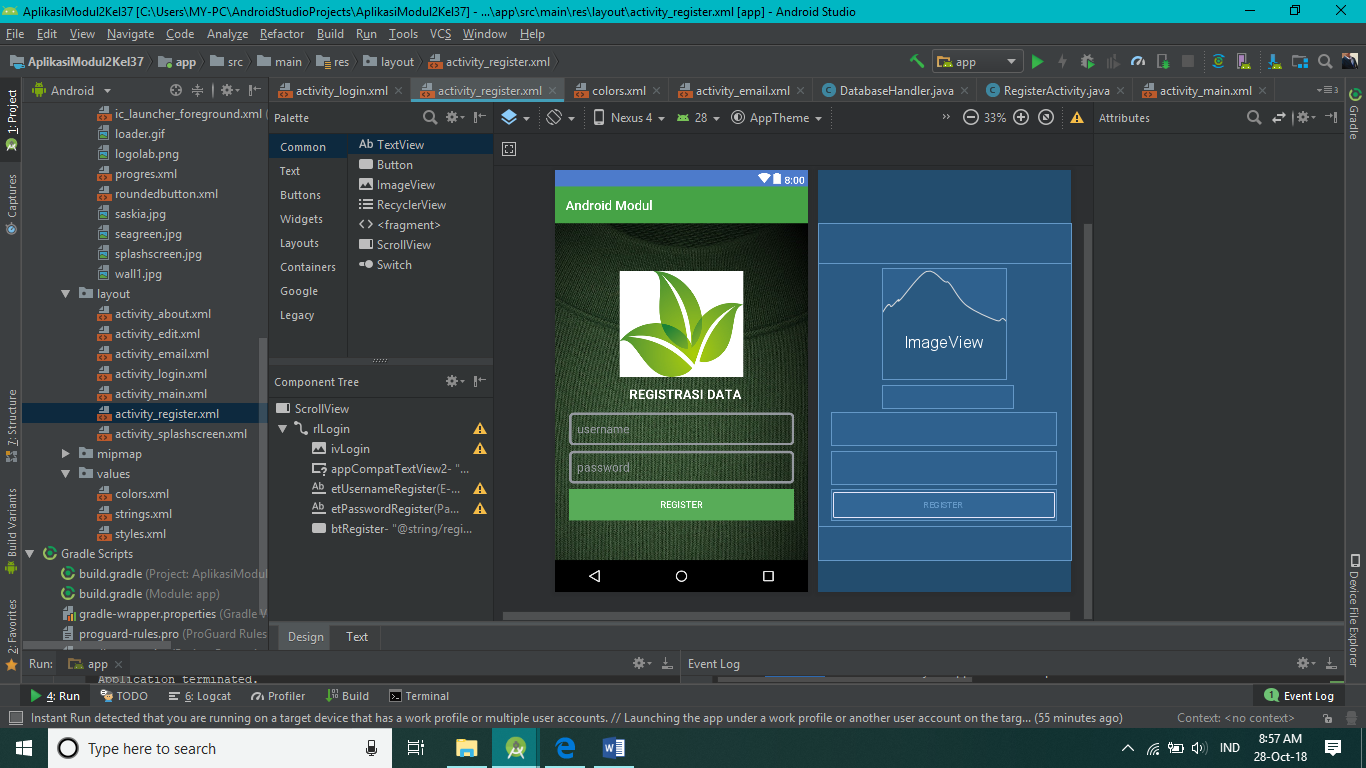 AplikasiModul2Kel37 [C:\Users\MY-PC\AndroidStudioProjects\AplikasiModul2Kel37] - ...\app\src\main\res\layout\activity_register.xml [app] - Android Studio
File Edit View Navigate Code Analyze Refactor Build Run Tools VCS Window Help
AplikasiModul2Kel37 app src main res layout activity_register.xml app
Android activity_login.xml activity_register.xml colors.xml activity_email.xml DatabaseHandler.java RegisterActivity.java activity_main.xml
1: Project
Captures
7: Structure
Build Variants
2: Favorites
ic_launcher_foreground.xml (
loader.gif
logolab.png
progres.xml
roundedbutton.xml
saskia.jpg
seagreen.jpg
splashscreen.jpg
wall1.jpg
layout
activity_about.xml
activity_edit.xml
activity_email.xml
activity_login.xml
activity_main.xml
activity_register.xml
activity_splashscreen.xml
mipmap
values
colors.xml
strings.xml
styles.xml
Gradle Scripts
build.gradle (Project: AplikasiModul
build.gradle (Module: app)
gradle-wrapper.properties (Gradle V
proguard-rules.pro (ProGuard Rules
Palette
Common
Text
Buttons
Widgets
Layouts
Containers
Google
Legacy
Ab TextView
Button
ImageView
RecyclerView
<fragment>
ScrollView
Switch
Component Tree
ScrollView
rlLogin
ivLogin
appCompatTextView2- "...
Ab etUsernameRegister(E-...
Ab etPasswordRegister(Pa...
btRegister- "@string/regi...
Nexus 4 28 AppTheme 33%
8:00
Android Modul
REGISTRASI DATA
username
password
REGISTER
ImageView
REGISTER
Attributes
Gradle
Device File Explorer
Design Text
Run: app
Application terminated.
Event Log
4: Run TODO 6: Logcat Profiler Build Terminal 1 Event Log
Instant Run detected that you are running on a target device that has a work profile or multiple user accounts. // Launching the app under a work profile or another user account on the targ... (55 minutes ago) Context: <no context>
Type here to search
IND
8:57 AM
28-Oct-18